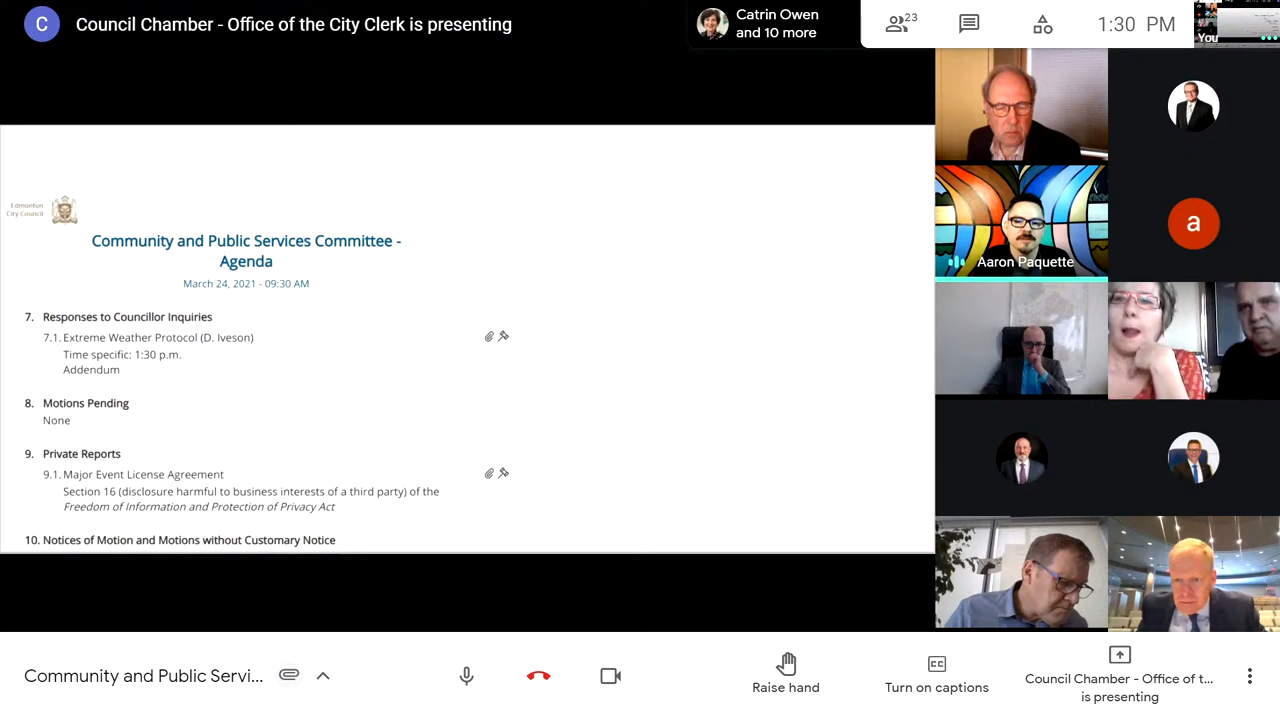 C Council Chamber - Office of the City Clerk is presenting
Catrin Owen
and 10 more
23
1:30 PM
You
Edmonton
City Council
Community and Public Services Committee -
Agenda
March 24, 2021 - 09:30 AM
7. Responses to Councillor Inquiries
7.1. Extreme Weather Protocol (D. Iveson)
Time specific: 1:30 p.m.
Addendum
8. Motions Pending
None
9. Private Reports
9.1. Major Event License Agreement
Section 16 (disclosure harmful to business interests of a third party) of the
Freedom of Information and Protection of Privacy Act
10. Notices of Motion and Motions without Customary Notice
a
Aaron Paquette
Community and Public Servi...
Raise hand
CC
Turn on captions
Council Chamber - Office of t...
is presenting